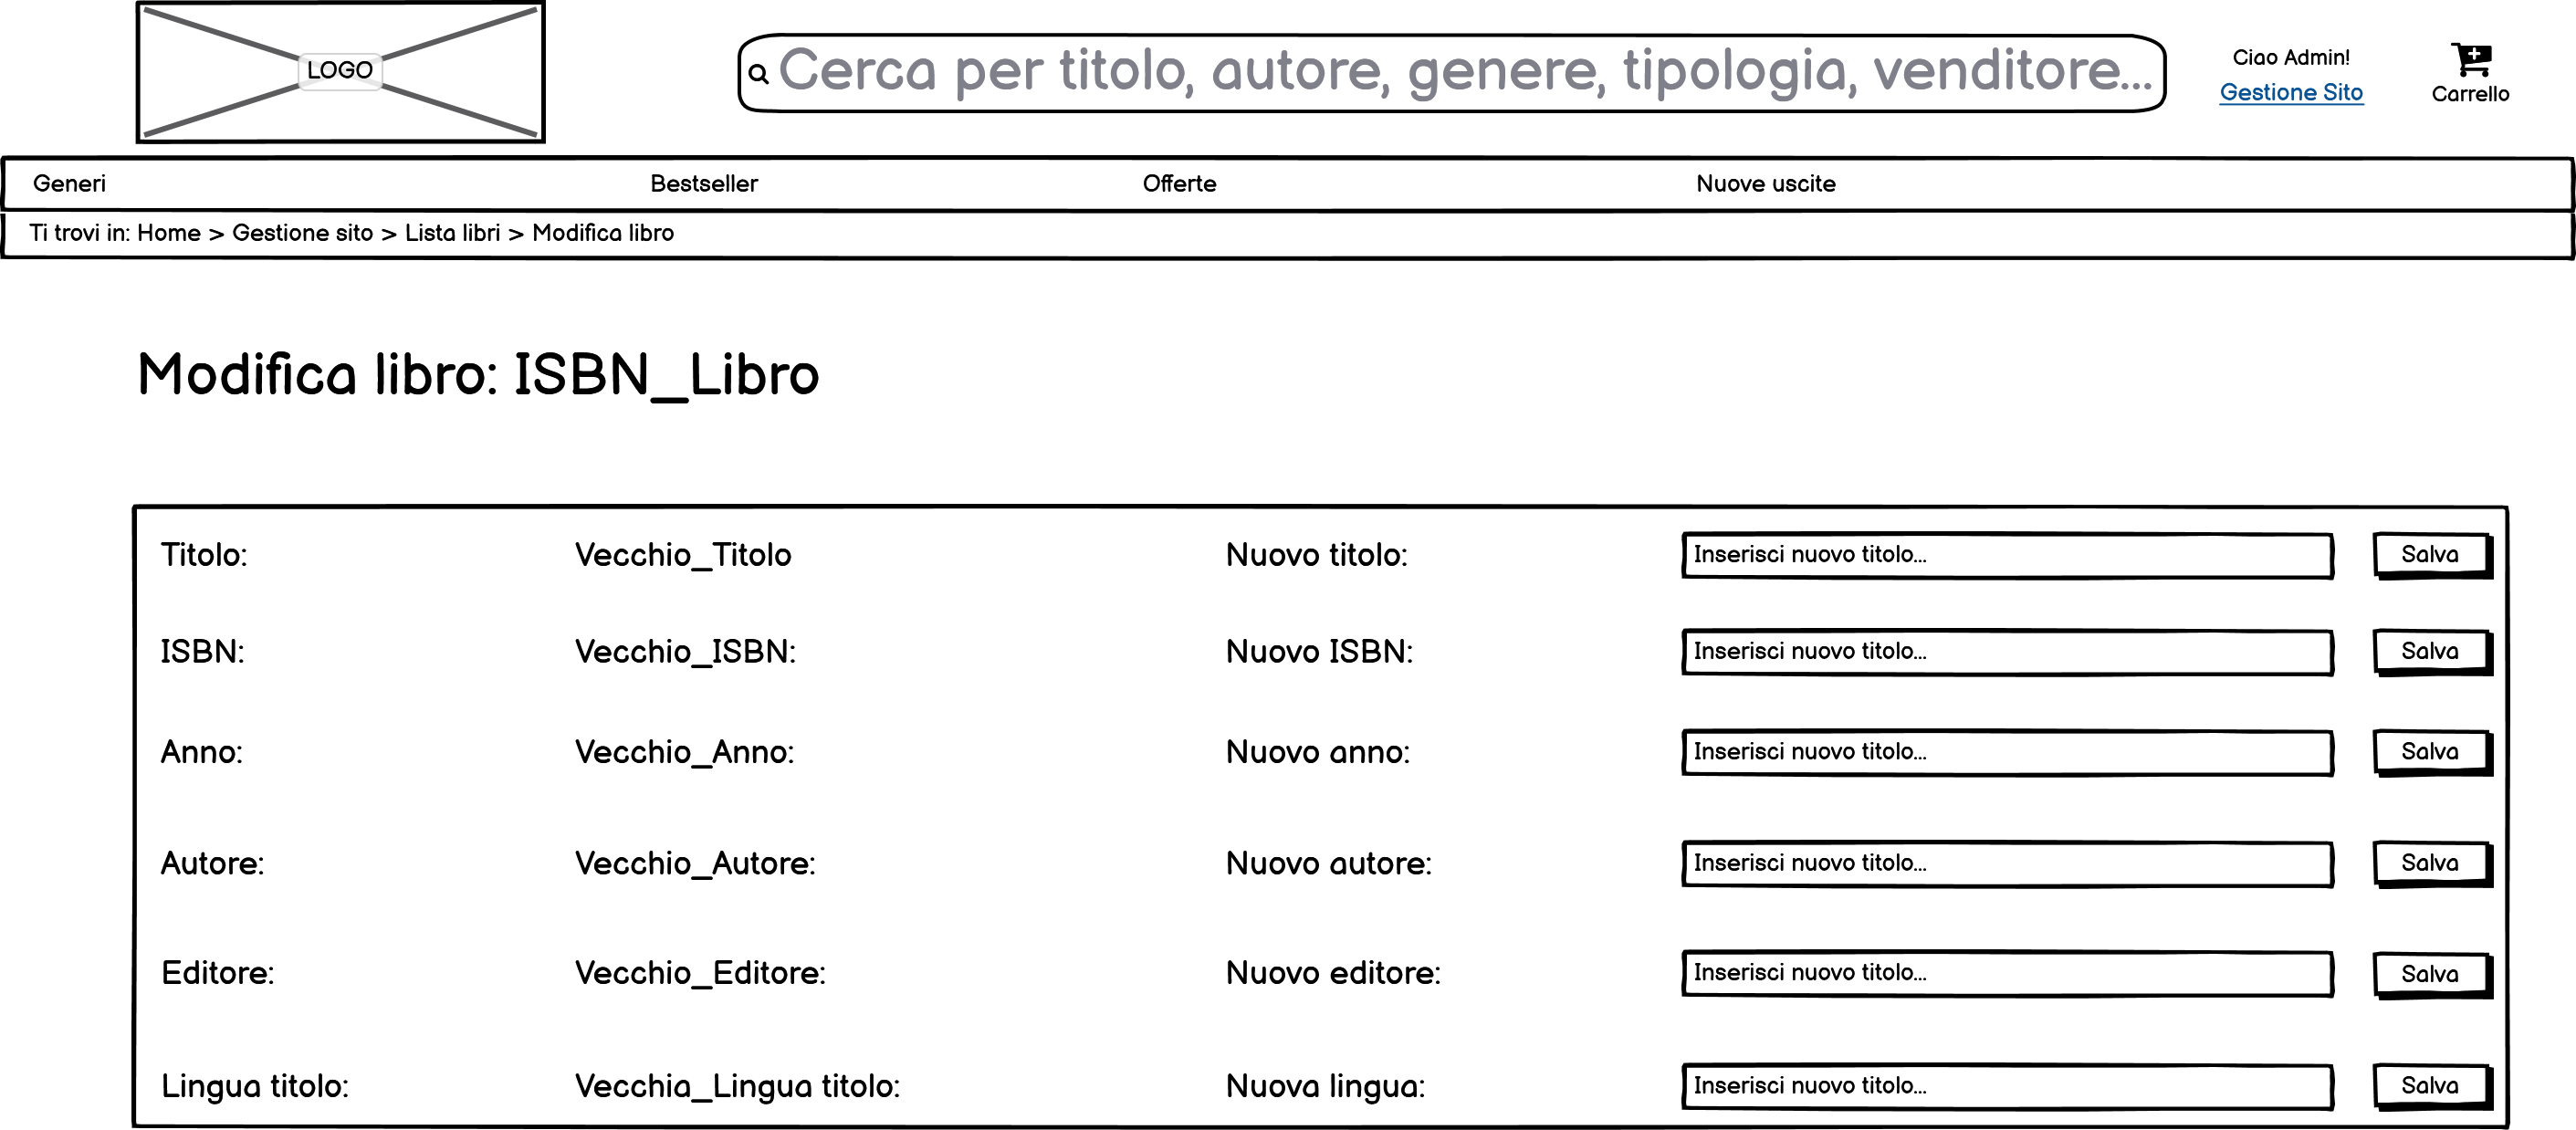 LOGO
Cerca per titolo, autore, genere, tipologia, venditore...
Ciao Admin!
Gestione Sito
Carrello
Generi Bestseller Offerte Nuove uscite
Ti trovi in: Home > Gestione sito > Lista libri > Modifica libro
Modifica libro: ISBN_Libro
Titolo: Vecchio_Titolo Nuovo titolo: Inserisci nuovo titolo... Salva
ISBN: Vecchio_ISBN: Nuovo ISBN: Inserisci nuovo titolo... Salva
Anno: Vecchio_Anno: Nuovo anno: Inserisci nuovo titolo... Salva
Autore: Vecchio_Autore: Nuovo autore: Inserisci nuovo titolo... Salva
Editore: Vecchio_Editore: Nuovo editore: Inserisci nuovo titolo... Salva
Lingua titolo: Vecchia_Lingua titolo: Nuova lingua: Inserisci nuovo titolo... Salva